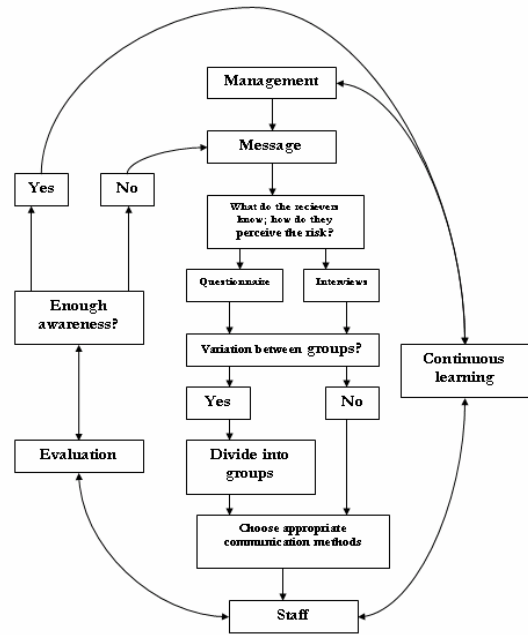 Management
Message
Yes
No
What do the recievers
know; how do they
perceive the risk?
Questionnaire
Interviews
Enough
awareness?
Variation between groups?
Continuous
learning
Yes
No
Evaluation
Divide into
groups
Choose appropriate
communication methods
Staff